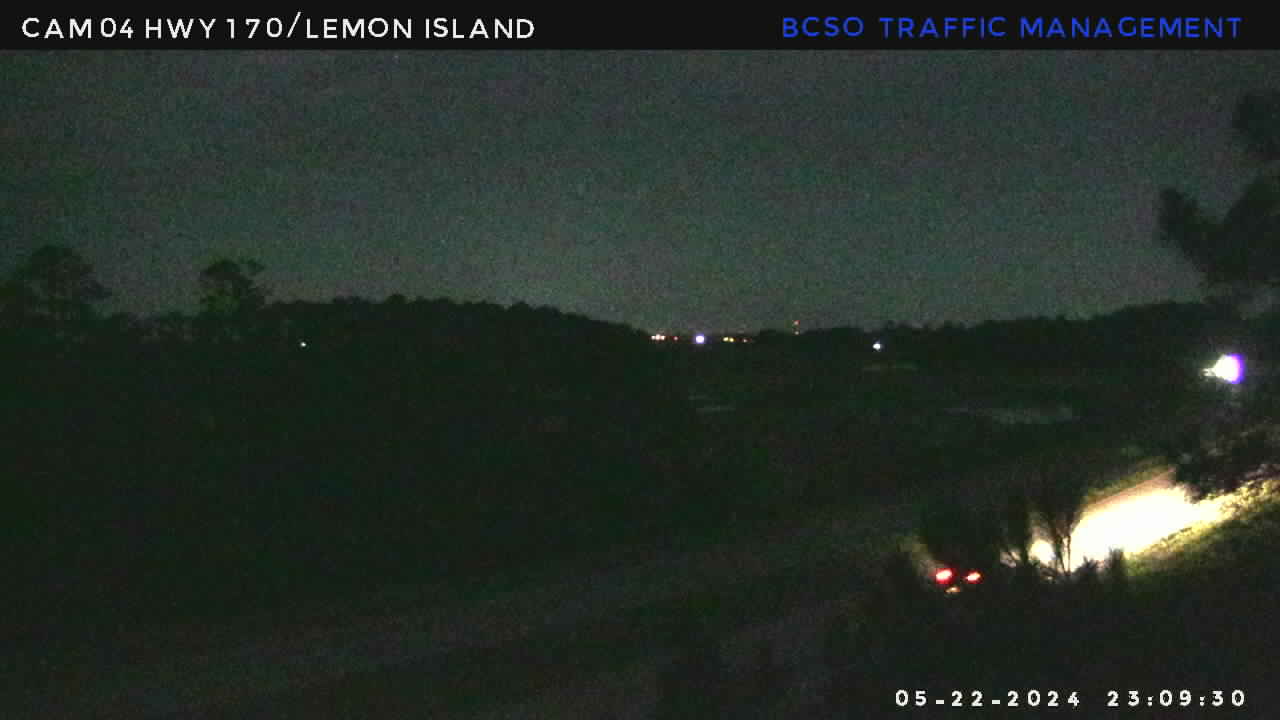 CAM04 HWY 170/LEMON ISLAND
BCSO TRAFFIC MANAGEMENT
05-22-2024 23:09:30